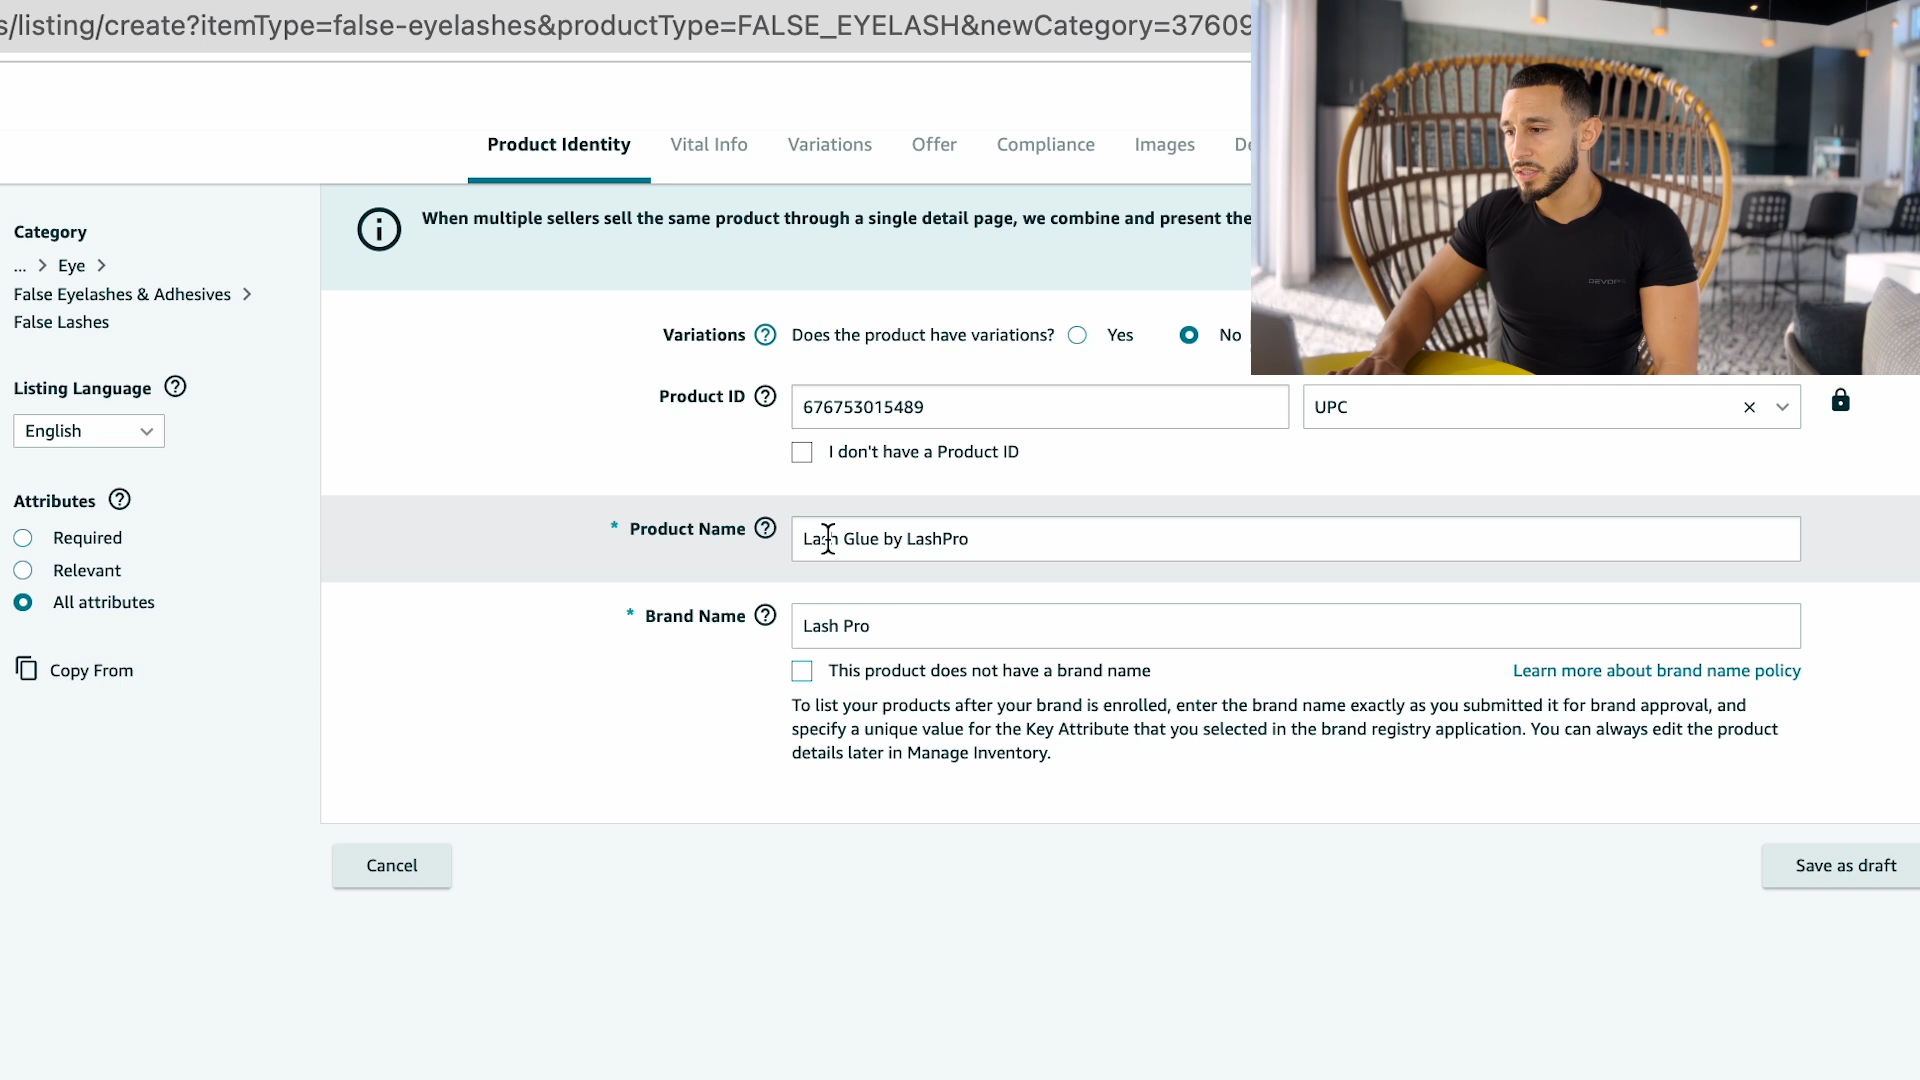 s/listing/create?itemType=false-eyelashes&productType=FALSE_EYELASH&newCategory=37609
Product Identity Vital Info Variations Offer Compliance Images De
Category
... > Eye >
False Eyelashes & Adhesives >
False Lashes
Listing Language ?
English
Attributes ?
Required
Relevant
All attributes
Copy From
i When multiple sellers sell the same product through a single detail page, we combine and present the
Variations ? Does the product have variations? Yes No
Product ID ? 676753015489 UPC ×
I don't have a Product ID
* Product Name ? Lash Glue by LashPro
* Brand Name ? Lash Pro
This product does not have a brand name Learn more about brand name policy
To list your products after your brand is enrolled, enter the brand name exactly as you submitted it for brand approval, and
specify a unique value for the Key Attribute that you selected in the brand registry application. You can always edit the product
details later in Manage Inventory.
Cancel Save as draft